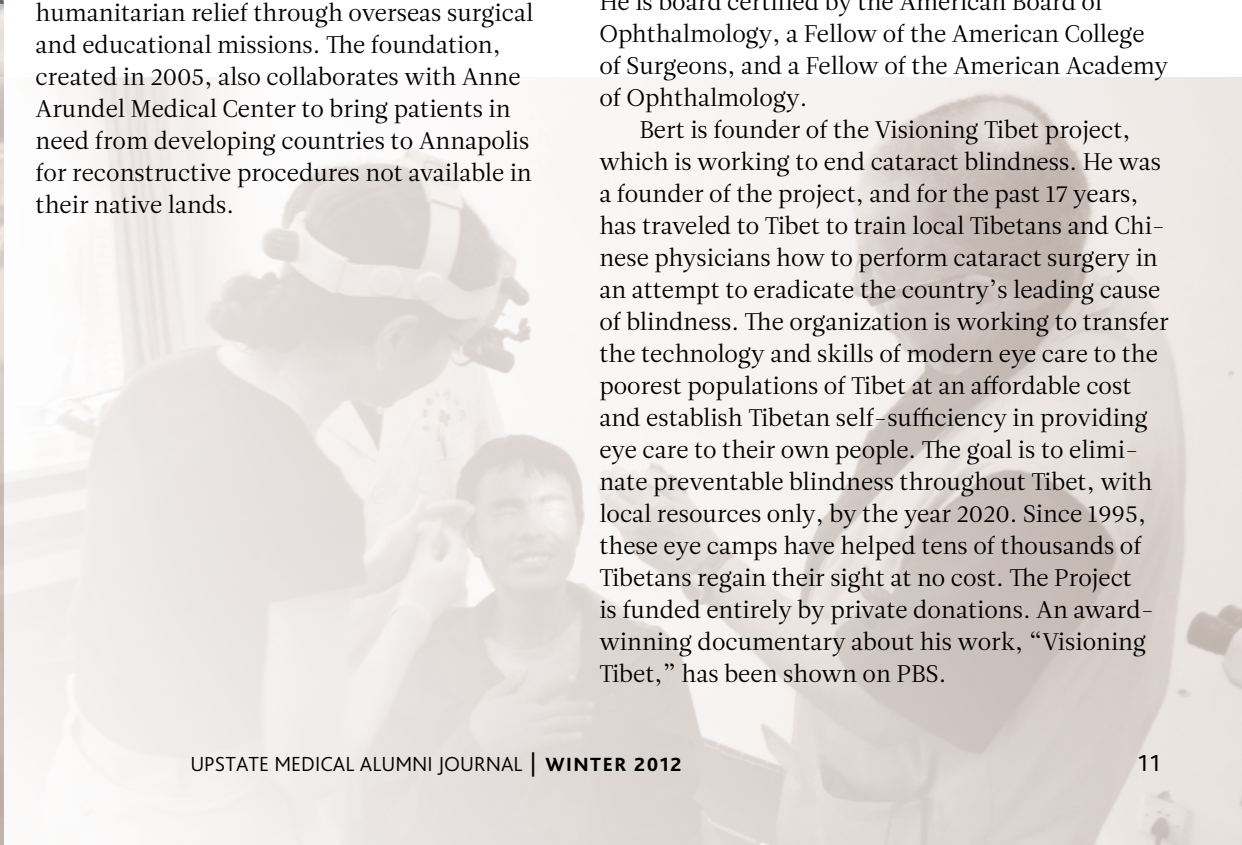 humanitarian relief through overseas surgical
and educational missions. The foundation,
created in 2005, also collaborates with Anne
Arundel Medical Center to bring patients in
need from developing countries to Annapolis
for reconstructive procedures not available in
their native lands.
He is board certified by the American Board of
Ophthalmology, a Fellow of the American College
of Surgeons, and a Fellow of the American Academy
of Ophthalmology.
Bert is founder of the Visioning Tibet project,
which is working to end cataract blindness. He was
a founder of the project, and for the past 17 years,
has traveled to Tibet to train local Tibetans and Chi-
nese physicians how to perform cataract surgery in
an attempt to eradicate the country’s leading cause
of blindness. The organization is working to transfer
the technology and skills of modern eye care to the
poorest populations of Tibet at an affordable cost
and establish Tibetan self-sufficiency in providing
eye care to their own people. The goal is to elimi-
nate preventable blindness throughout Tibet, with
local resources only, by the year 2020. Since 1995,
these eye camps have helped tens of thousands of
Tibetans regain their sight at no cost. The Project
is funded entirely by private donations. An award-
winning documentary about his work, “Visioning
Tibet,” has been shown on PBS.
UPSTATE MEDICAL ALUMNI JOURNAL | WINTER 2012
11